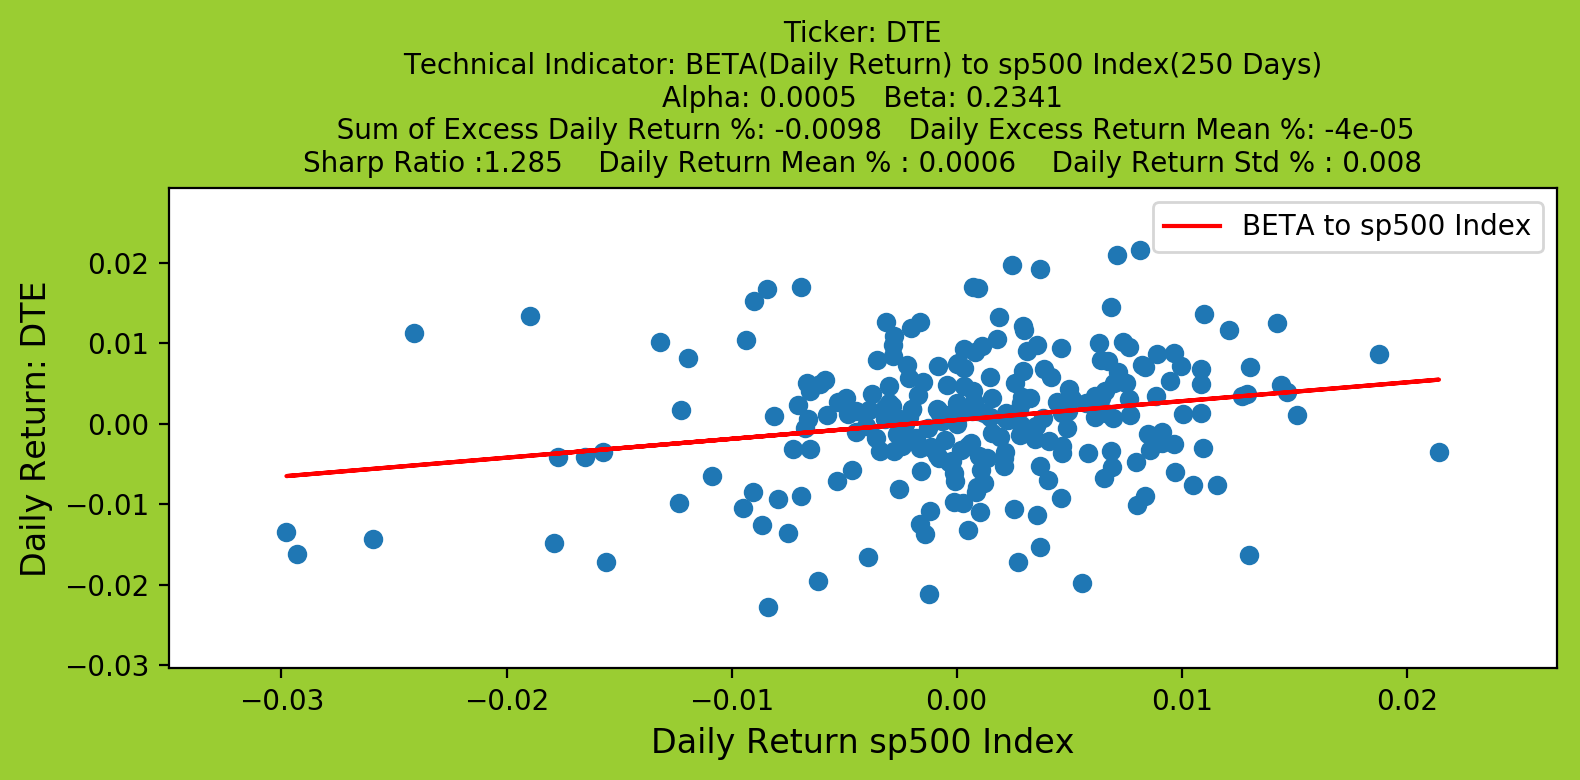 Ticker: DTE
Technical Indicator: BETA(Daily Return) to sp500 Index(250 Days)
Alpha: 0.0005   Beta: 0.2341
Sum of Excess Daily Return %: -0.0098   Daily Excess Return Mean %: -4e-05
Sharp Ratio :1.285    Daily Return Mean % : 0.0006    Daily Return Std % : 0.008
BETA to sp500 Index
Daily Return: DTE
0.02
0.01
0.00
−0.01
−0.02
−0.03
−0.03 −0.02 −0.01 0.00 0.01 0.02
Daily Return sp500 Index